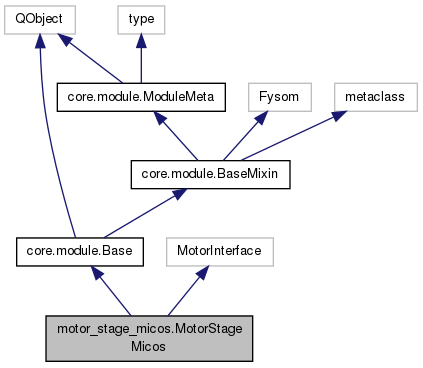 QObject
type
core.module.ModuleMeta
Fysom
metaclass
core.module.BaseMixin
core.module.Base
MotorInterface
motor_stage_micos.MotorStage
Micos